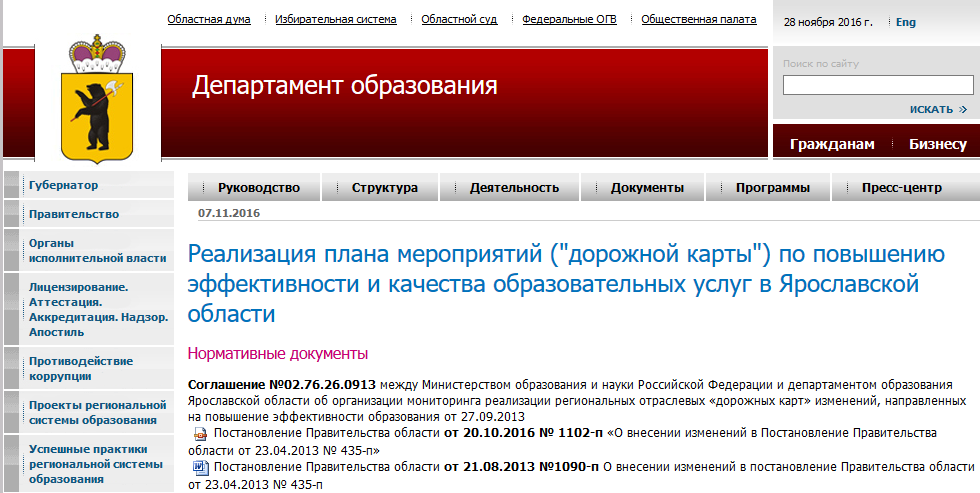 Областная дума Избирательная система Областной суд Федеральные ОГВ Общественная палата
28 ноября 2016 г. Eng
Поиск по сайту
ИСКАТЬ
Департамент образования
Гражданам Бизнесу
Губернатор
Правительство
Органы
исполнительной власти
Лицензирование.
Аттестация.
Аккредитация. Надзор.
Апостиль
Противодействие
коррупции
Проекты региональной
системы образования
Успешные практики
региональной системы
образования
Руководство Структура Деятельность Документы Программы Пресс-центр
07.11.2016
Реализация плана мероприятий ("дорожной карты") по повышению
эффективности и качества образовательных услуг в Ярославской
области
Нормативные документы
Соглашение №02.76.26.0913 между Министерством образования и науки Российской Федерации и департаментом образования
Ярославской области об организации мониторинга реализации региональных отраслевых «дорожных карт» изменений, направленных
на повышение эффективности образования от 27.09.2013
Постановление Правительства области от 20.10.2016 № 1102-п «О внесении изменений в Постановление Правительства
области от 23.04.2013 № 435-п»
Постановление Правительства области от 21.08.2013 №1090-п О внесении изменений в постановление Правительства области
от 23.04.2013 № 435-п